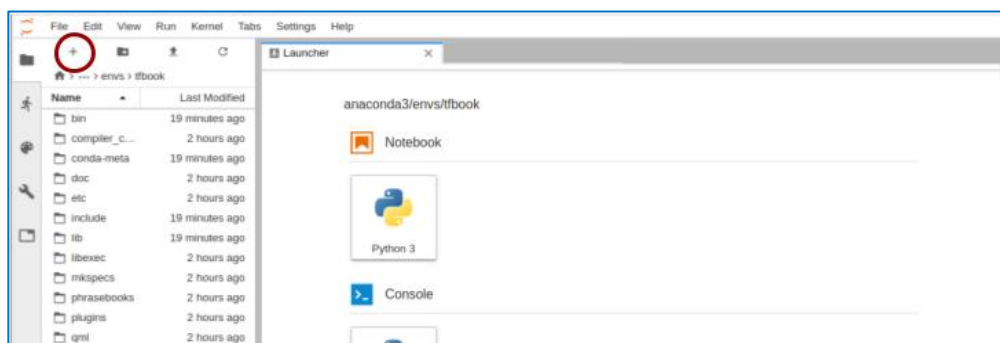 File Edit View Run Kernel Tabs Settings Help
+
Launcher ×
> ... > envs > tfbook
Name Last Modified
anaconda3/envs/tfbook
bin 19 minutes ago
compiler_c... 2 hours ago
Notebook
conda-meta 19 minutes ago
doc 2 hours ago
etc 2 hours ago
include 19 minutes ago
lib 19 minutes ago
Python 3
libexec 2 hours ago
mkspecs 2 hours ago
phrasebooks 2 hours ago
Console
plugins 2 hours ago
qml 2 hours ago